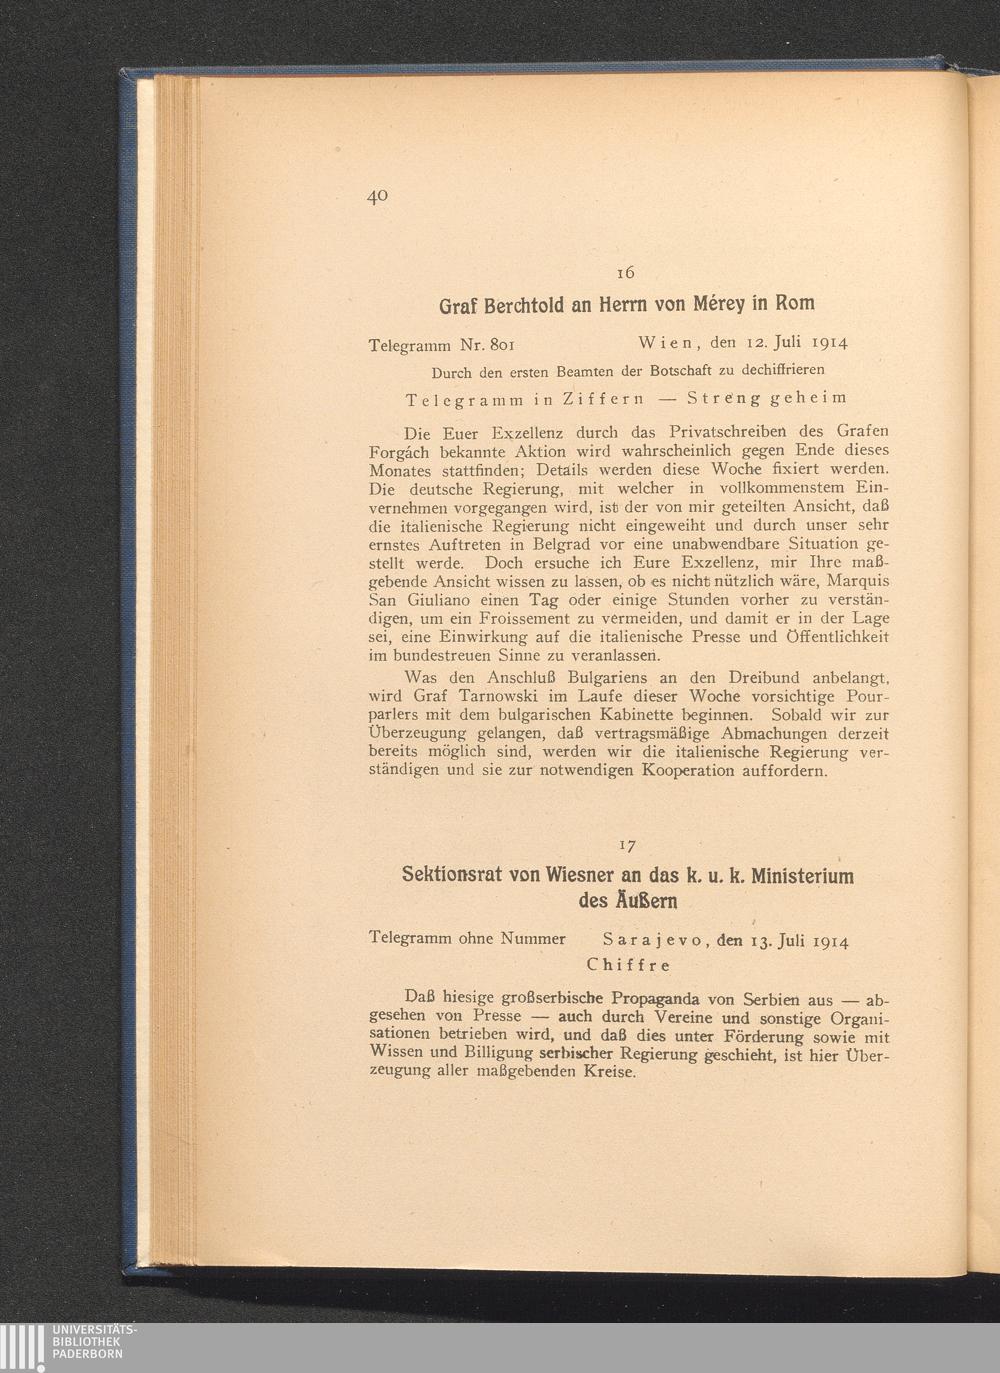 40
16
Graf Berchtold an Herrn von Mérey in Rom
Telegramm Nr. 801 Wien, den 12. Juli 1914
Durch den ersten Beamten der Botschaft zu dechiffrieren
Telegramm in Ziffern — Streng geheim
Die Euer Exzellenz durch das Privatschreiben des Grafen
Forgách bekannte Aktion wird wahrscheinlich gegen Ende dieses
Monates stattfinden; Details werden diese Woche fixiert werden.
Die deutsche Regierung, mit welcher in vollkommenstem Ein-
vernehmen vorgegangen wird, ist der von mir geteilten Ansicht, daß
die italienische Regierung nicht eingeweiht und durch unser sehr
ernstes Auftreten in Belgrad vor eine unabwendbare Situation ge-
stellt werde. Doch ersuche ich Eure Exzellenz, mir Ihre maß-
gebende Ansicht wissen zu lassen, ob es nicht nützlich wäre, Marquis
San Giuliano einen Tag oder einige Stunden vorher zu verstän-
digen, um ein Froissement zu vermeiden, und damit er in der Lage
sei, eine Einwirkung auf die italienische Presse und Öffentlichkeit
im bundestreuen Sinne zu veranlassen.
Was den Anschluß Bulgariens an den Dreibund anbelangt,
wird Graf Tarnowski im Laufe dieser Woche vorsichtige Pour-
parlers mit dem bulgarischen Kabinette beginnen. Sobald wir zur
Überzeugung gelangen, daß vertragsmäßige Abmachungen derzeit
bereits möglich sind, werden wir die italienische Regierung ver-
ständigen und sie zur notwendigen Kooperation auffordern.
17
Sektionsrat von Wiesner an das k. u. k. Ministerium
des Äußern
Telegramm ohne Nummer Sarajevo, den 13. Juli 1914
Chiffre
Daß hiesige großserbische Propaganda von Serbien aus — ab-
gesehen von Presse — auch durch Vereine und sonstige Organi-
sationen betrieben wird, und daß dies unter Förderung sowie mit
Wissen und Billigung serbischer Regierung geschieht, ist hier Über-
zeugung aller maßgebenden Kreise.
UNIVERSITÄTS-
BIBLIOTHEK
PADERBORN